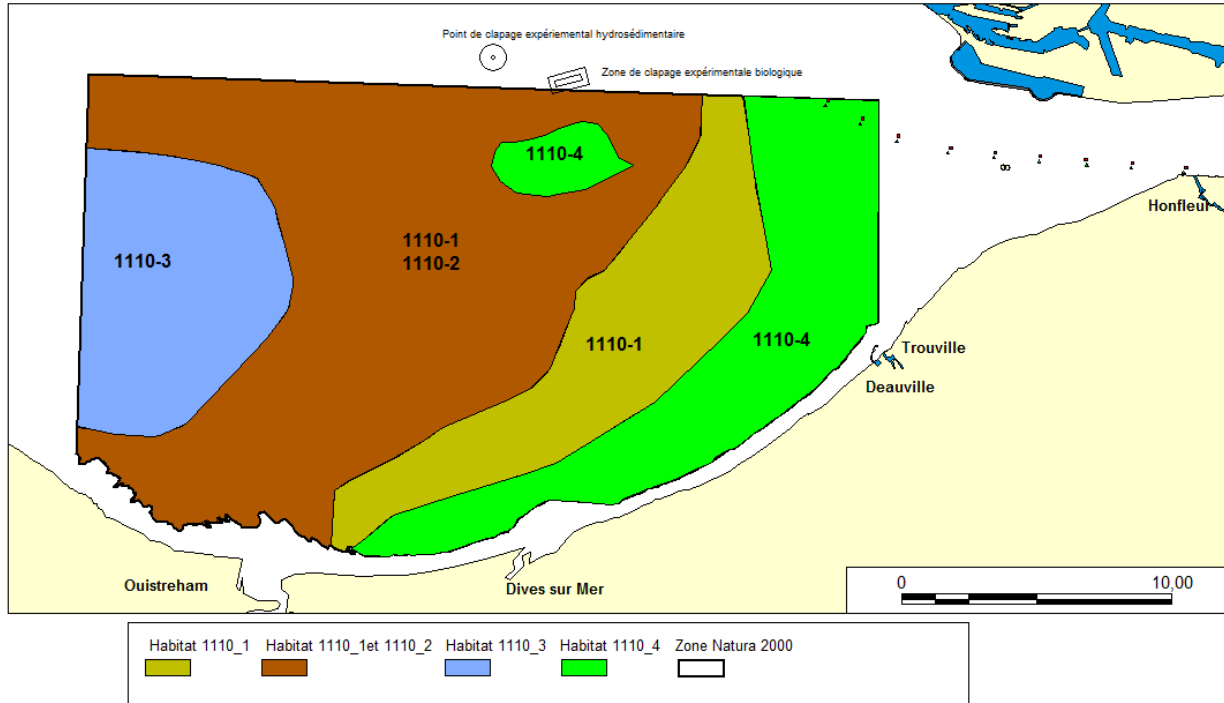 Point de clapage expériemental hydrosédimentaire
Zone de clapage expérimentale biologique
1110-4
Honfleur
1110-3
1110-1
1110-2
1110-1
1110-4
Trouville
Deauville
Ouistreham
Dives sur Mer
0
10,00
Habitat 1110_1
Habitat 1110_1et 1110_2
Habitat 1110_3
Habitat 1110_4
Zone Natura 2000